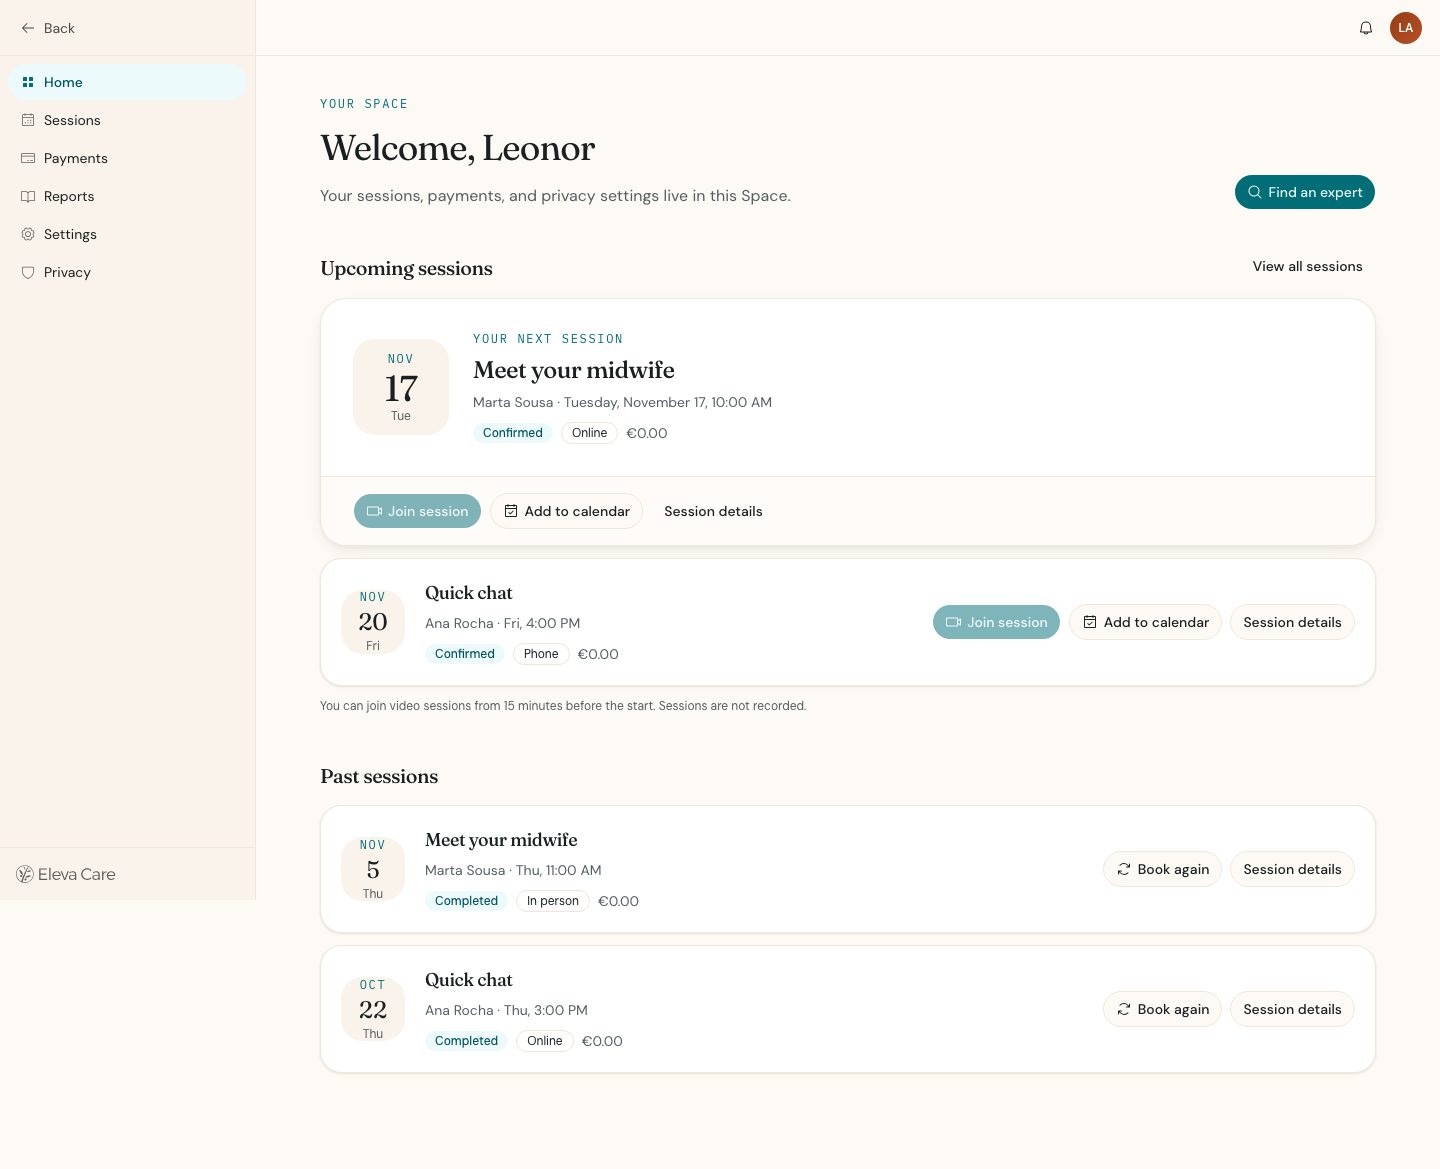 Back
LA
Home
Sessions
Payments
Reports
Settings
Privacy
Eleva Care
YOUR SPACE
Welcome, Leonor
Your sessions, payments, and privacy settings live in this Space.
Find an expert
Upcoming sessions
View all sessions
NOV
17
Tue
YOUR NEXT SESSION
Meet your midwife
Marta Sousa · Tuesday, November 17, 10:00 AM
Confirmed Online €0.00
Join session Add to calendar Session details
NOV
20
Fri
Quick chat
Ana Rocha · Fri, 4:00 PM
Confirmed Phone €0.00
Join session Add to calendar Session details
You can join video sessions from 15 minutes before the start. Sessions are not recorded.
Past sessions
NOV
5
Thu
Meet your midwife
Marta Sousa · Thu, 11:00 AM
Completed In person €0.00
Book again Session details
OCT
22
Thu
Quick chat
Ana Rocha · Thu, 3:00 PM
Completed Online €0.00
Book again Session details